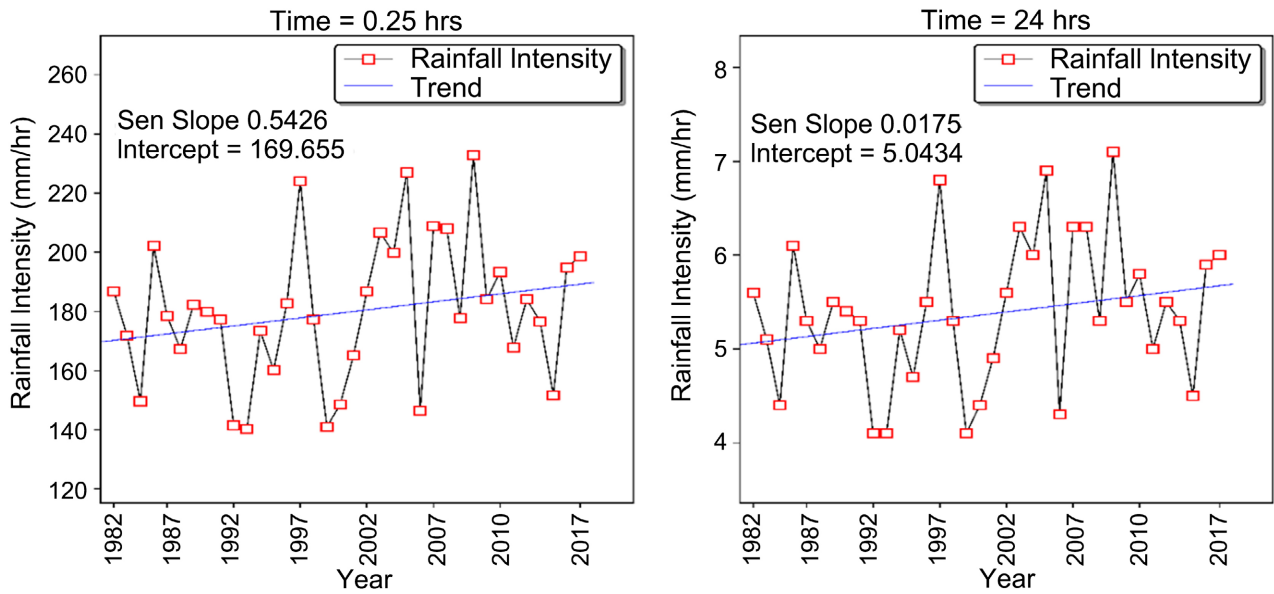 Time = 0.25 hrs
Rainfall Intensity
Trend
Sen Slope 0.5426
Intercept = 169.655
Rainfall Intensity (mm/hr)
260
240
220
200
180
160
140
120
1982
1987
1992
1997
2002
2007
2010
2017
Year
Time = 24 hrs
Rainfall Intensity
Trend
Sen Slope 0.0175
Intercept = 5.0434
Rainfall Intensity (mm/hr)
8
7
6
5
4
1982
1987
1992
1997
2002
2007
2010
2017
Year